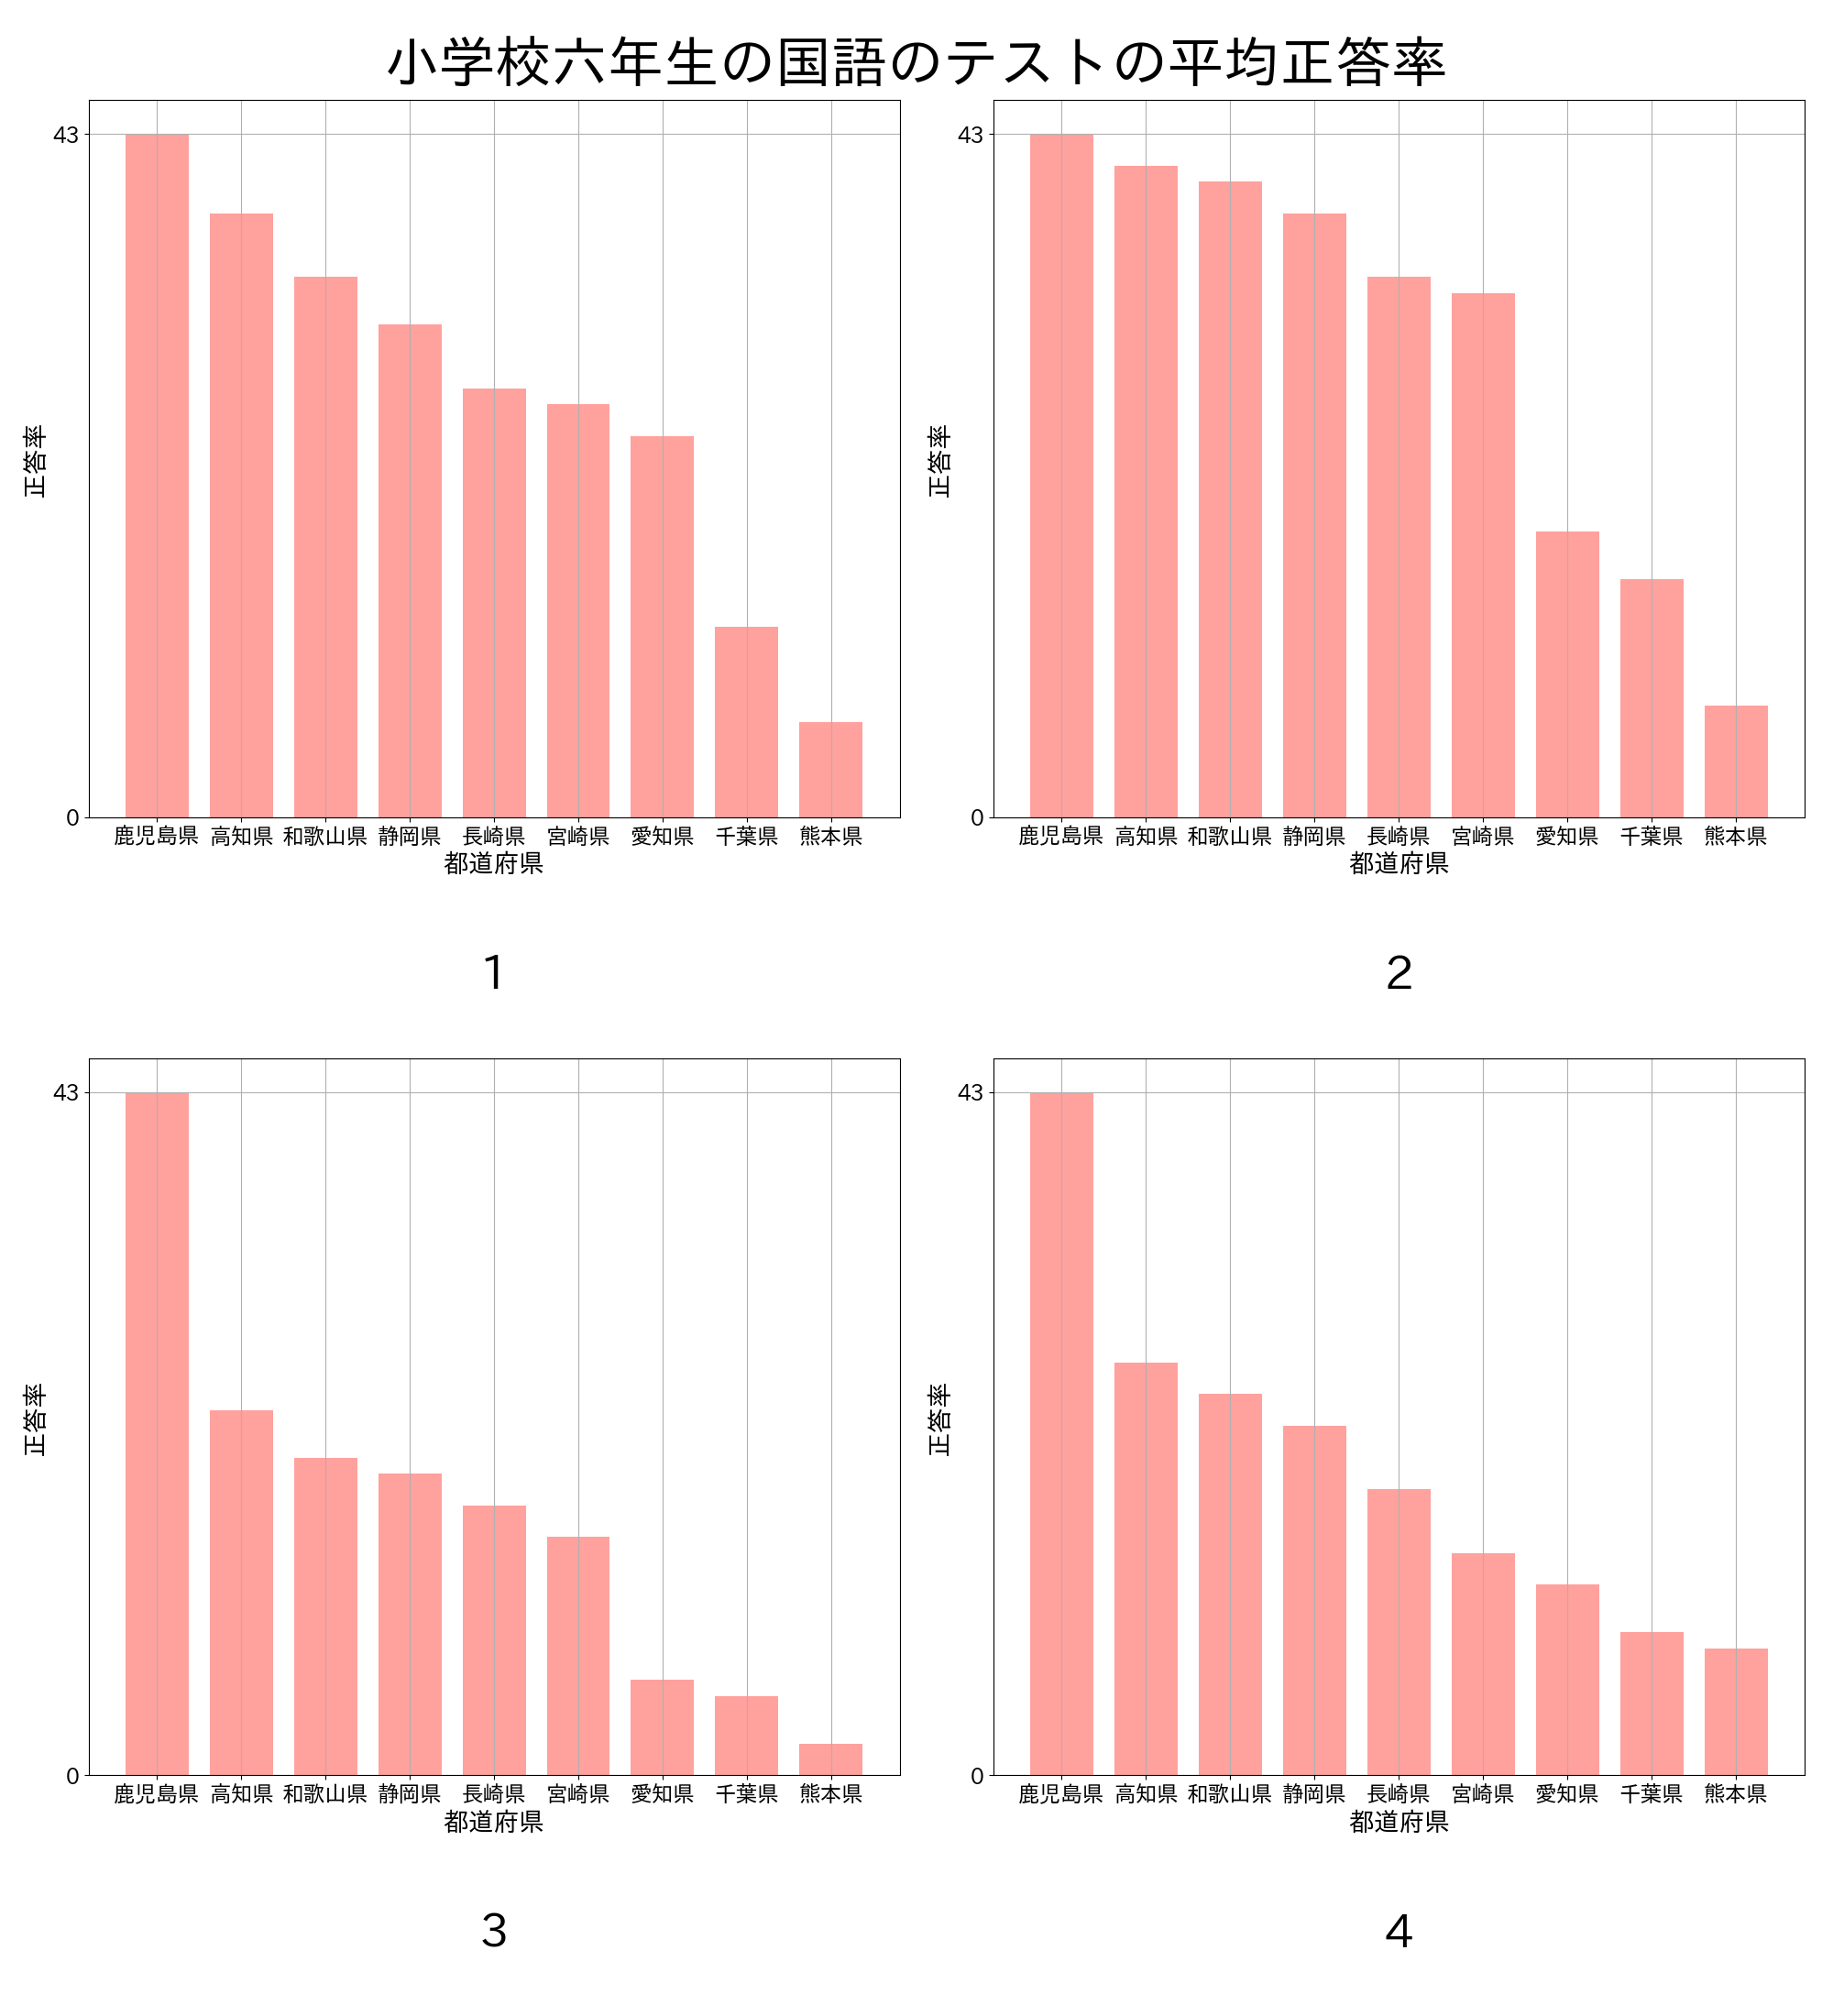 小学校六年生の国語のテストの平均正答率
43
正答率
0
鹿児島県 高知県 和歌山県 静岡県 長崎県 宮崎県 愛知県 千葉県 熊本県
都道府県
1
43
正答率
0
鹿児島県 高知県 和歌山県 静岡県 長崎県 宮崎県 愛知県 千葉県 熊本県
都道府県
2
43
正答率
0
鹿児島県 高知県 和歌山県 静岡県 長崎県 宮崎県 愛知県 千葉県 熊本県
都道府県
3
43
正答率
0
鹿児島県 高知県 和歌山県 静岡県 長崎県 宮崎県 愛知県 千葉県 熊本県
都道府県
4